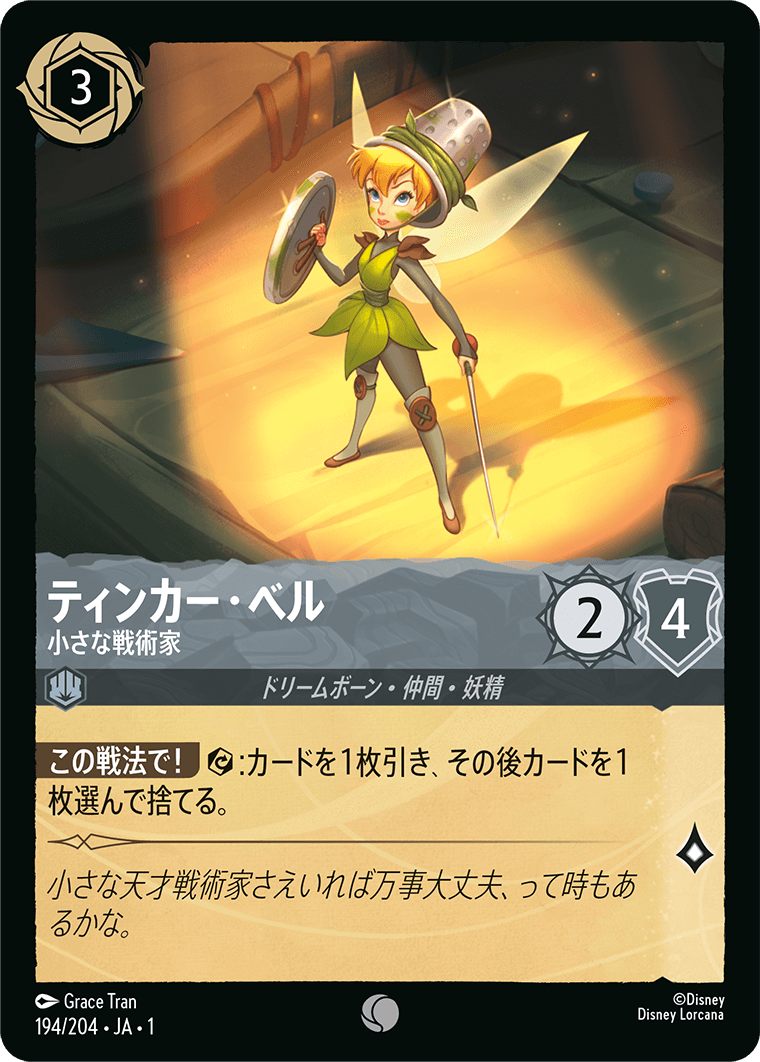 3
ティンカー・ベル
小さな戦術家
2
4
ドリームボーン・仲間・妖精
この戦法で! :カードを1枚引き、その後カードを1
枚選んで捨てる。
小さな天才戦術家さえいれば万事大丈夫、って時もあ
るかな。
Grace Tran
194/204・JA・1
©Disney
Disney Lorcana